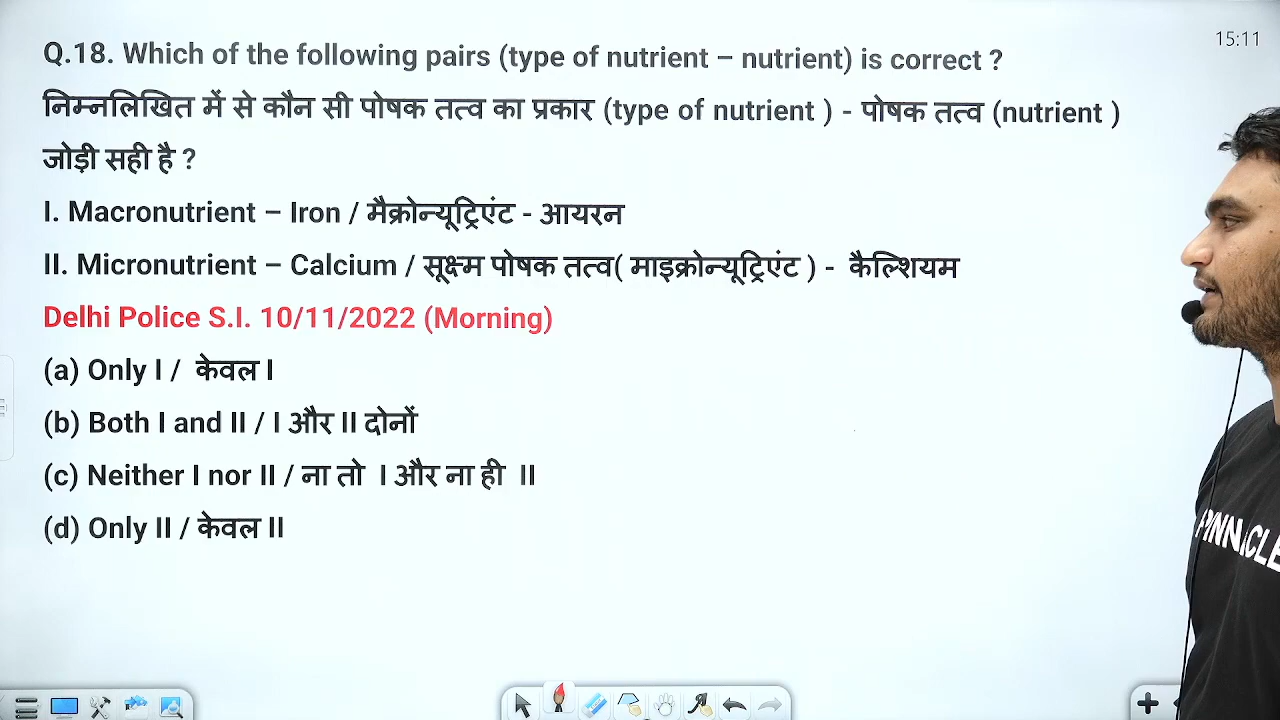 15:11
Q.18. Which of the following pairs (type of nutrient – nutrient) is correct ?
निम्नलिखित में से कौन सी पोषक तत्व का प्रकार (type of nutrient ) - पोषक तत्व (nutrient )
जोड़ी सही है ?
I. Macronutrient – Iron / मैक्रोन्यूट्रिएंट - आयरन
II. Micronutrient – Calcium / सूक्ष्म पोषक तत्व( माइक्रोन्यूट्रिएंट ) - कैल्शियम
Delhi Police S.I. 10/11/2022 (Morning)
(a) Only I / केवल I
(b) Both I and II / I और II दोनों
(c) Neither I nor II / ना तो I और ना ही II
(d) Only II / केवल II
PINNACLE